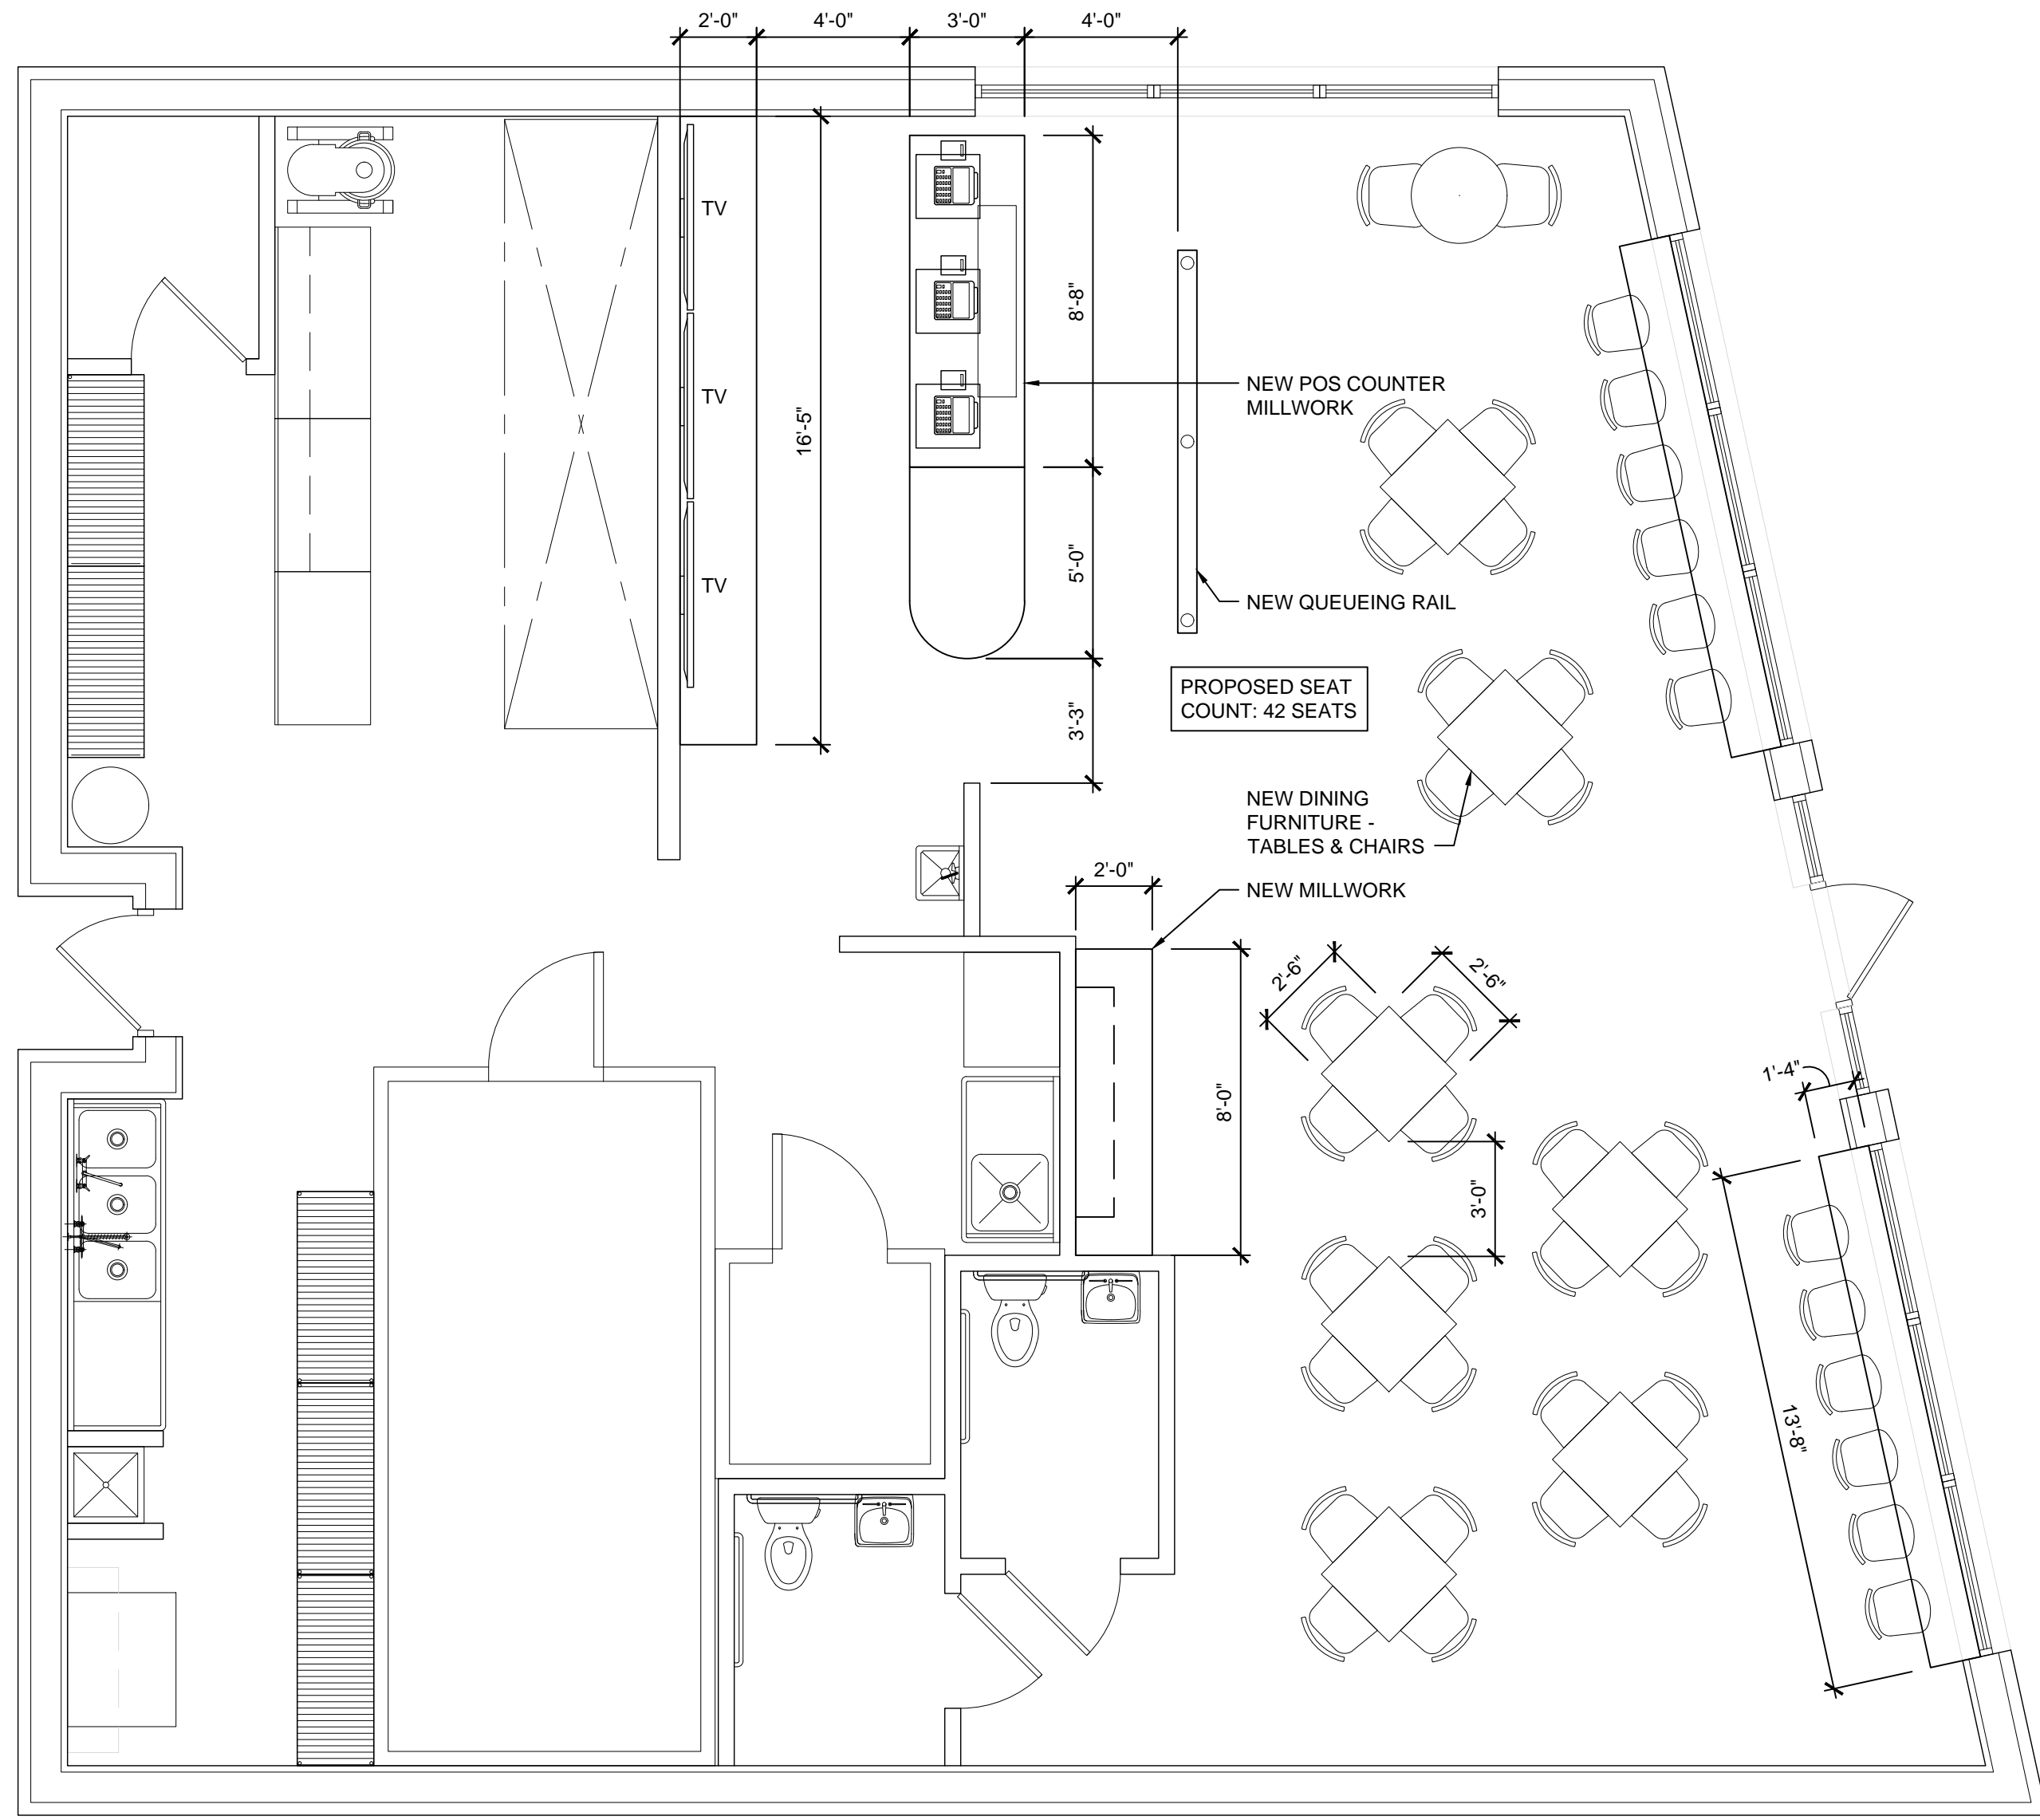 2'-0"
4'-0"
3'-0"
4'-0"
TV
TV
TV
16'-5"
8'-8"
5'-0"
3'-3"
NEW POS COUNTER
MILLWORK
NEW QUEUEING RAIL
PROPOSED SEAT
COUNT: 42 SEATS
NEW DINING
FURNITURE -
TABLES & CHAIRS
2'-0"
NEW MILLWORK
2'-6"
2'-6"
8'-0"
1'-4"
3'-0"
13'-8"